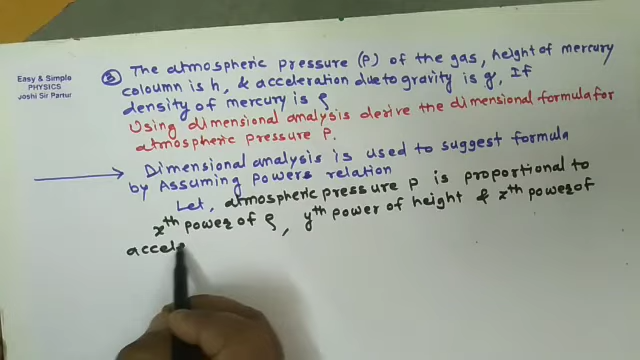 Easy & Simple
PHYSICS
Joshi Sir Partur
③ The atmospheric pressure (P) of the gas, height of mercury
coloumn is h, & acceleration due to gravity is g, If
density of mercury is ρ
Using dimensional analysis derive the dimensional formula for
atmospheric pressure P.
Dimensional analysis is used to suggest formula
by Assuming Powers relation
Let, atmospheric pressure P is proportional to
xth power of ρ, yth power of height & zth power of
accele